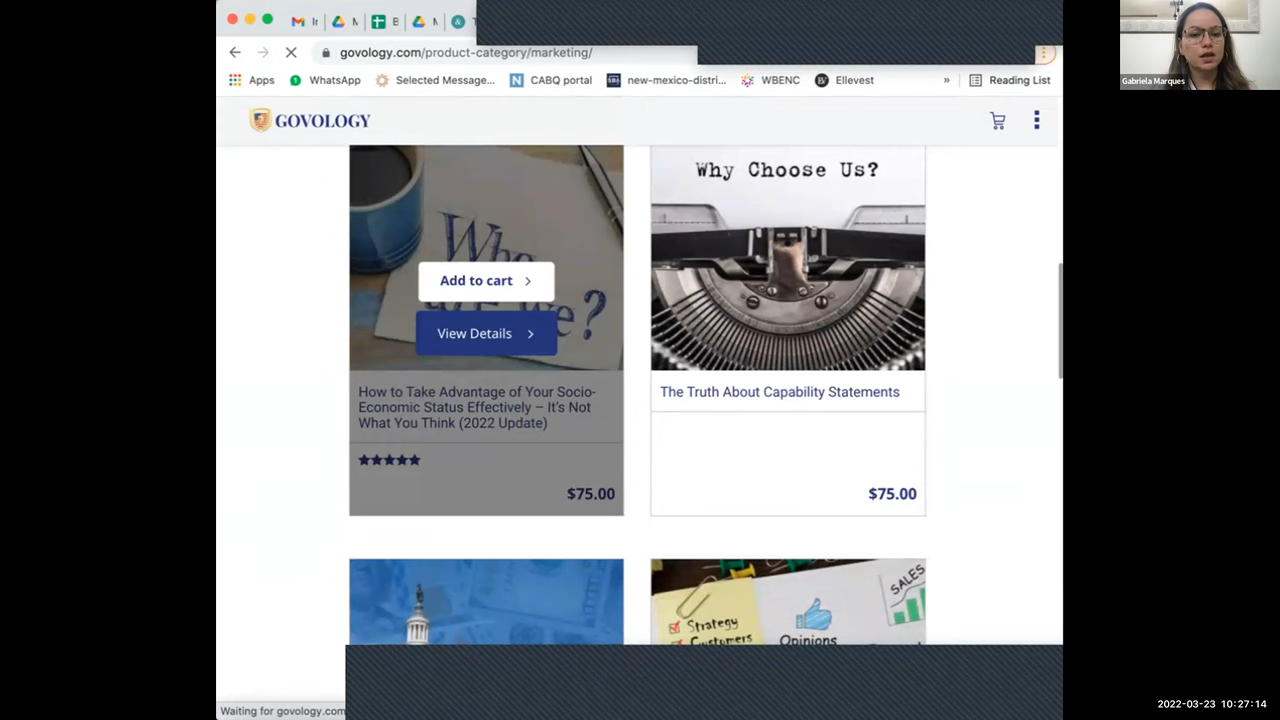 govology.com/product-category/marketing/
Apps
WhatsApp
Selected Message...
CABQ portal
new-mexico-distri...
WBENC
Ellevest
»
Reading List
Gabriela Marques
GOVOLOGY
Who
we?
Add to cart
View Details
Why Choose Us?
How to Take Advantage of Your Socio-
Economic Status Effectively – It's Not
What You Think (2022 Update)
$75.00
The Truth About Capability Statements
$75.00
Strategy
Customers
Opinions
SALES
Waiting for govology.com
2022-03-23 10:27:14